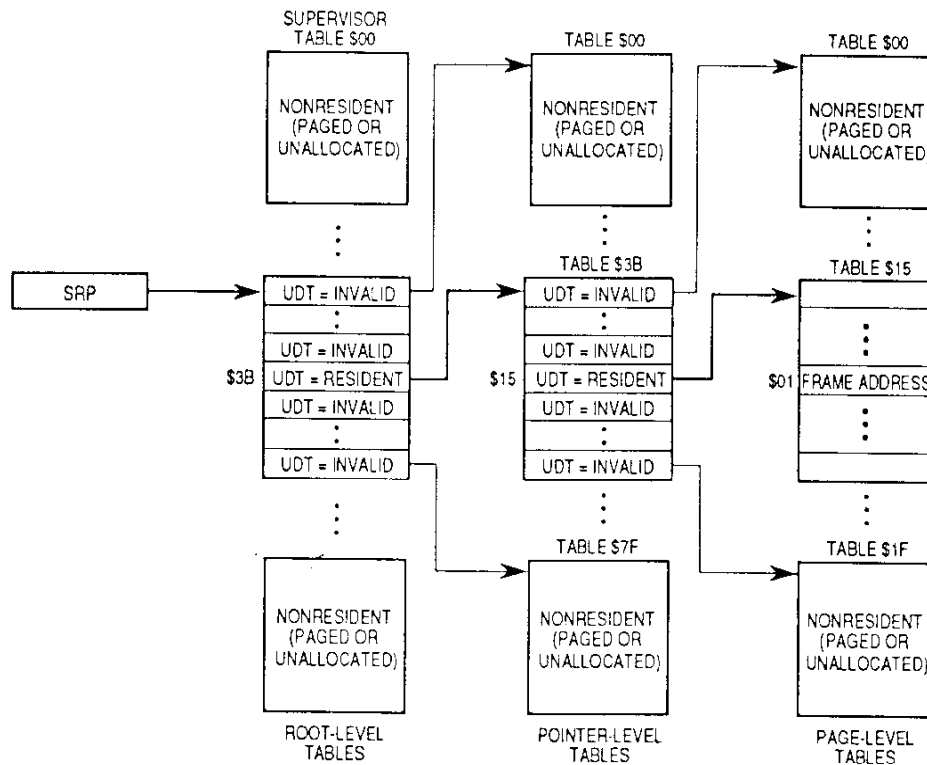 SUPERVISOR
TABLE $00
NONRESIDENT
(PAGED OR
UNALLOCATED)
SRP
UDT = INVALID
UDT = INVALID
$3B
UDT = RESIDENT
UDT = INVALID
UDT = INVALID
NONRESIDENT
(PAGED OR
UNALLOCATED)
ROOT-LEVEL
TABLES
TABLE $00
NONRESIDENT
(PAGED OR
UNALLOCATED)
TABLE $3B
UDT = INVALID
UDT = INVALID
$15
UDT = RESIDENT
UDT = INVALID
UDT = INVALID
TABLE $7F
NONRESIDENT
(PAGED OR
UNALLOCATED)
POINTER-LEVEL
TABLES
TABLE $00
NONRESIDENT
(PAGED OR
UNALLOCATED)
TABLE $15
$01
FRAME ADDRESS
TABLE $1F
NONRESIDENT
(PAGED OR
UNALLOCATED)
PAGE-LEVEL
TABLES